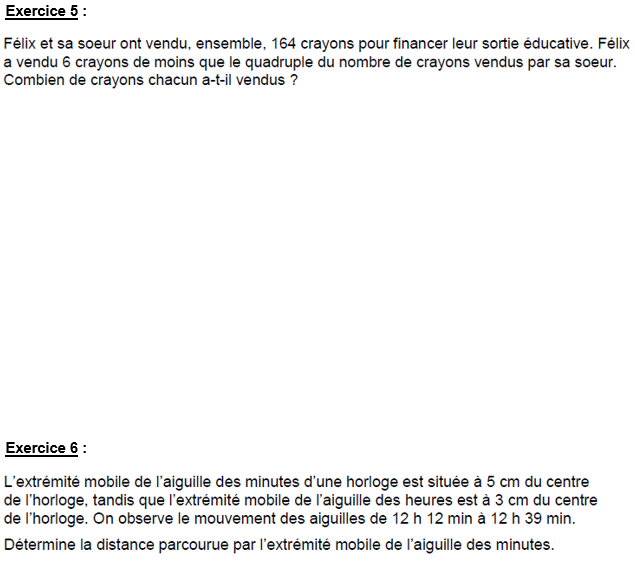 Exercice 5 :
Félix et sa soeur ont vendu, ensemble, 164 crayons pour financer leur sortie éducative. Félix
a vendu 6 crayons de moins que le quadruple du nombre de crayons vendus par sa soeur.
Combien de crayons chacun a-t-il vendus ?
Exercice 6 :
L'extrémité mobile de l'aiguille des minutes d'une horloge est située à 5 cm du centre
de l'horloge, tandis que l'extrémité mobile de l'aiguille des heures est à 3 cm du centre
de l'horloge. On observe le mouvement des aiguilles de 12 h 12 min à 12 h 39 min.
Détermine la distance parcourue par l'extrémité mobile de l'aiguille des minutes.